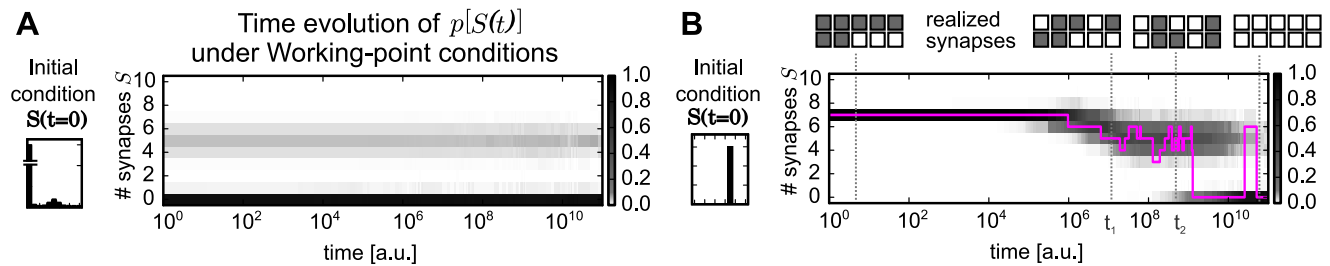 A
Time evolution of p[S(t)]
under Working-point conditions
Initial
condition
S(t=0)
# synapses S
10
8
6
4
2
0
10^0
10^2
10^4
10^6
10^8
10^10
time [a.u.]
1.0
0.8
0.6
0.4
0.2
0.0
B
realized
synapses
Initial
condition
S(t=0)
# synapses S
10
8
6
4
2
0
10^0
10^2
10^4
10^6
t_1
10^8
t_2
10^10
time [a.u.]
1.0
0.8
0.6
0.4
0.2
0.0